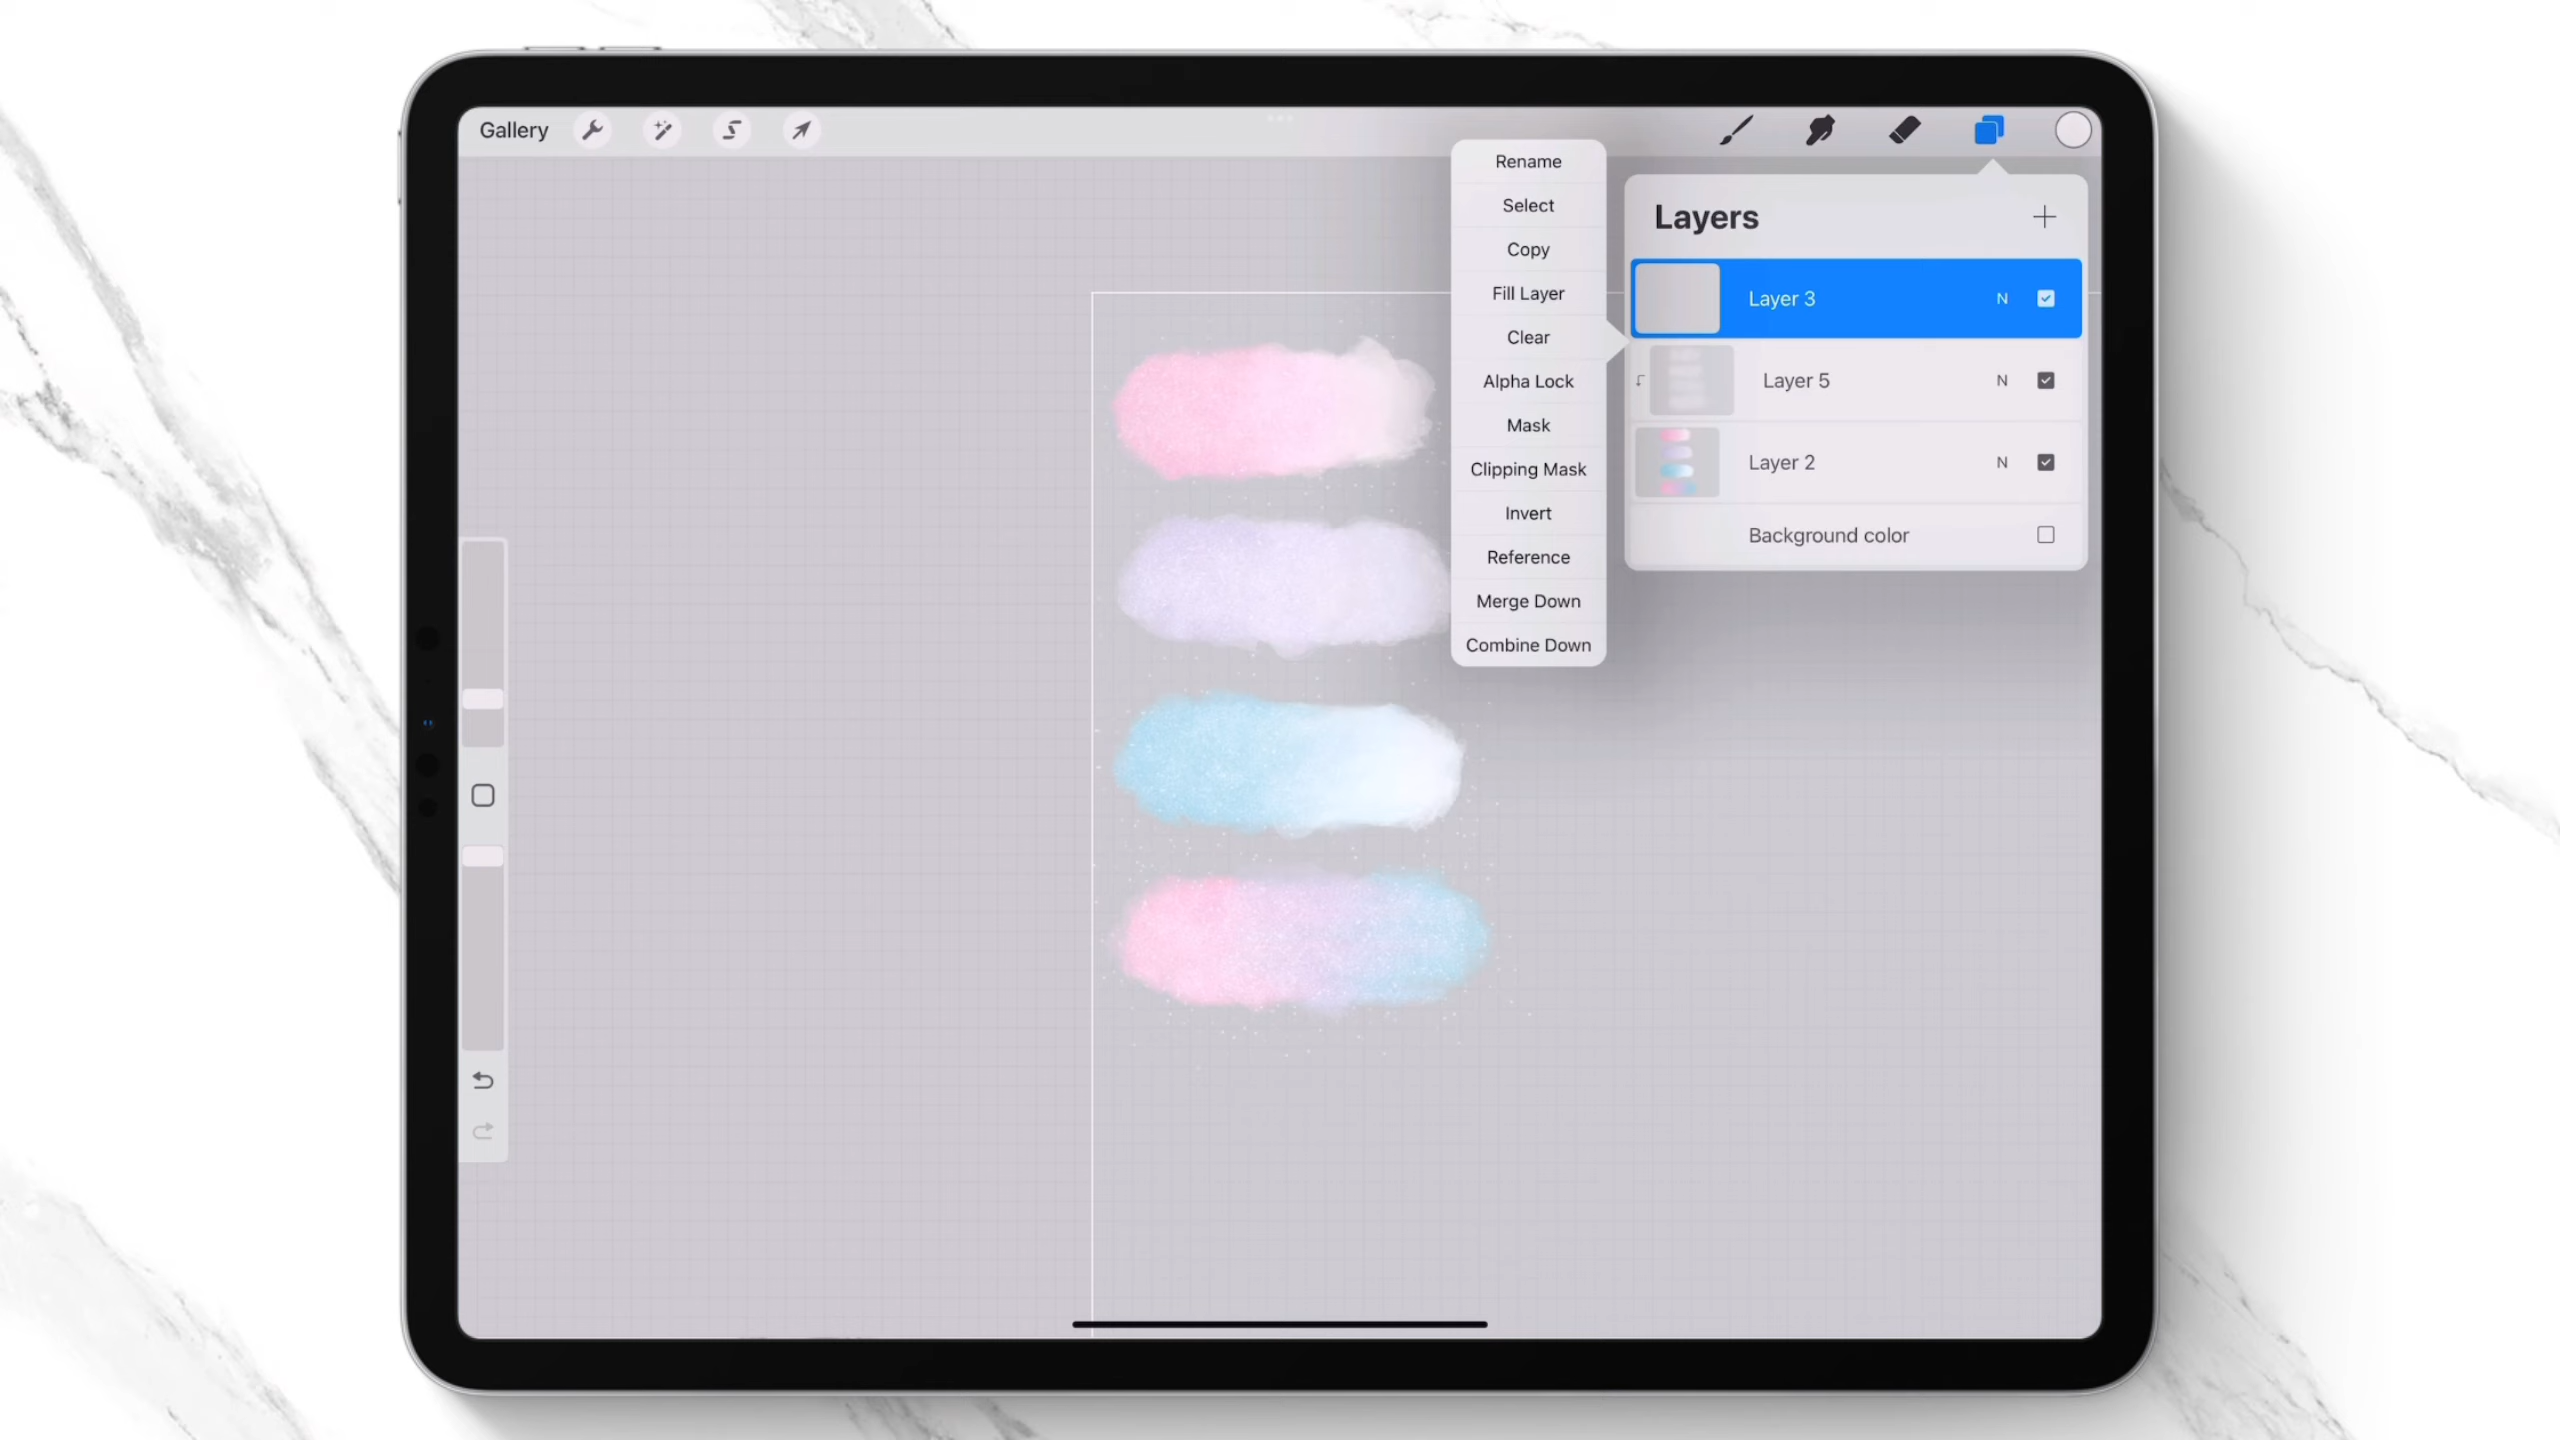 Gallery
Rename
Select
Copy
Fill Layer
Clear
Alpha Lock
Mask
Clipping Mask
Invert
Reference
Merge Down
Combine Down
Layers
Layer 3 N
Layer 5 N
Layer 2 N
Background color